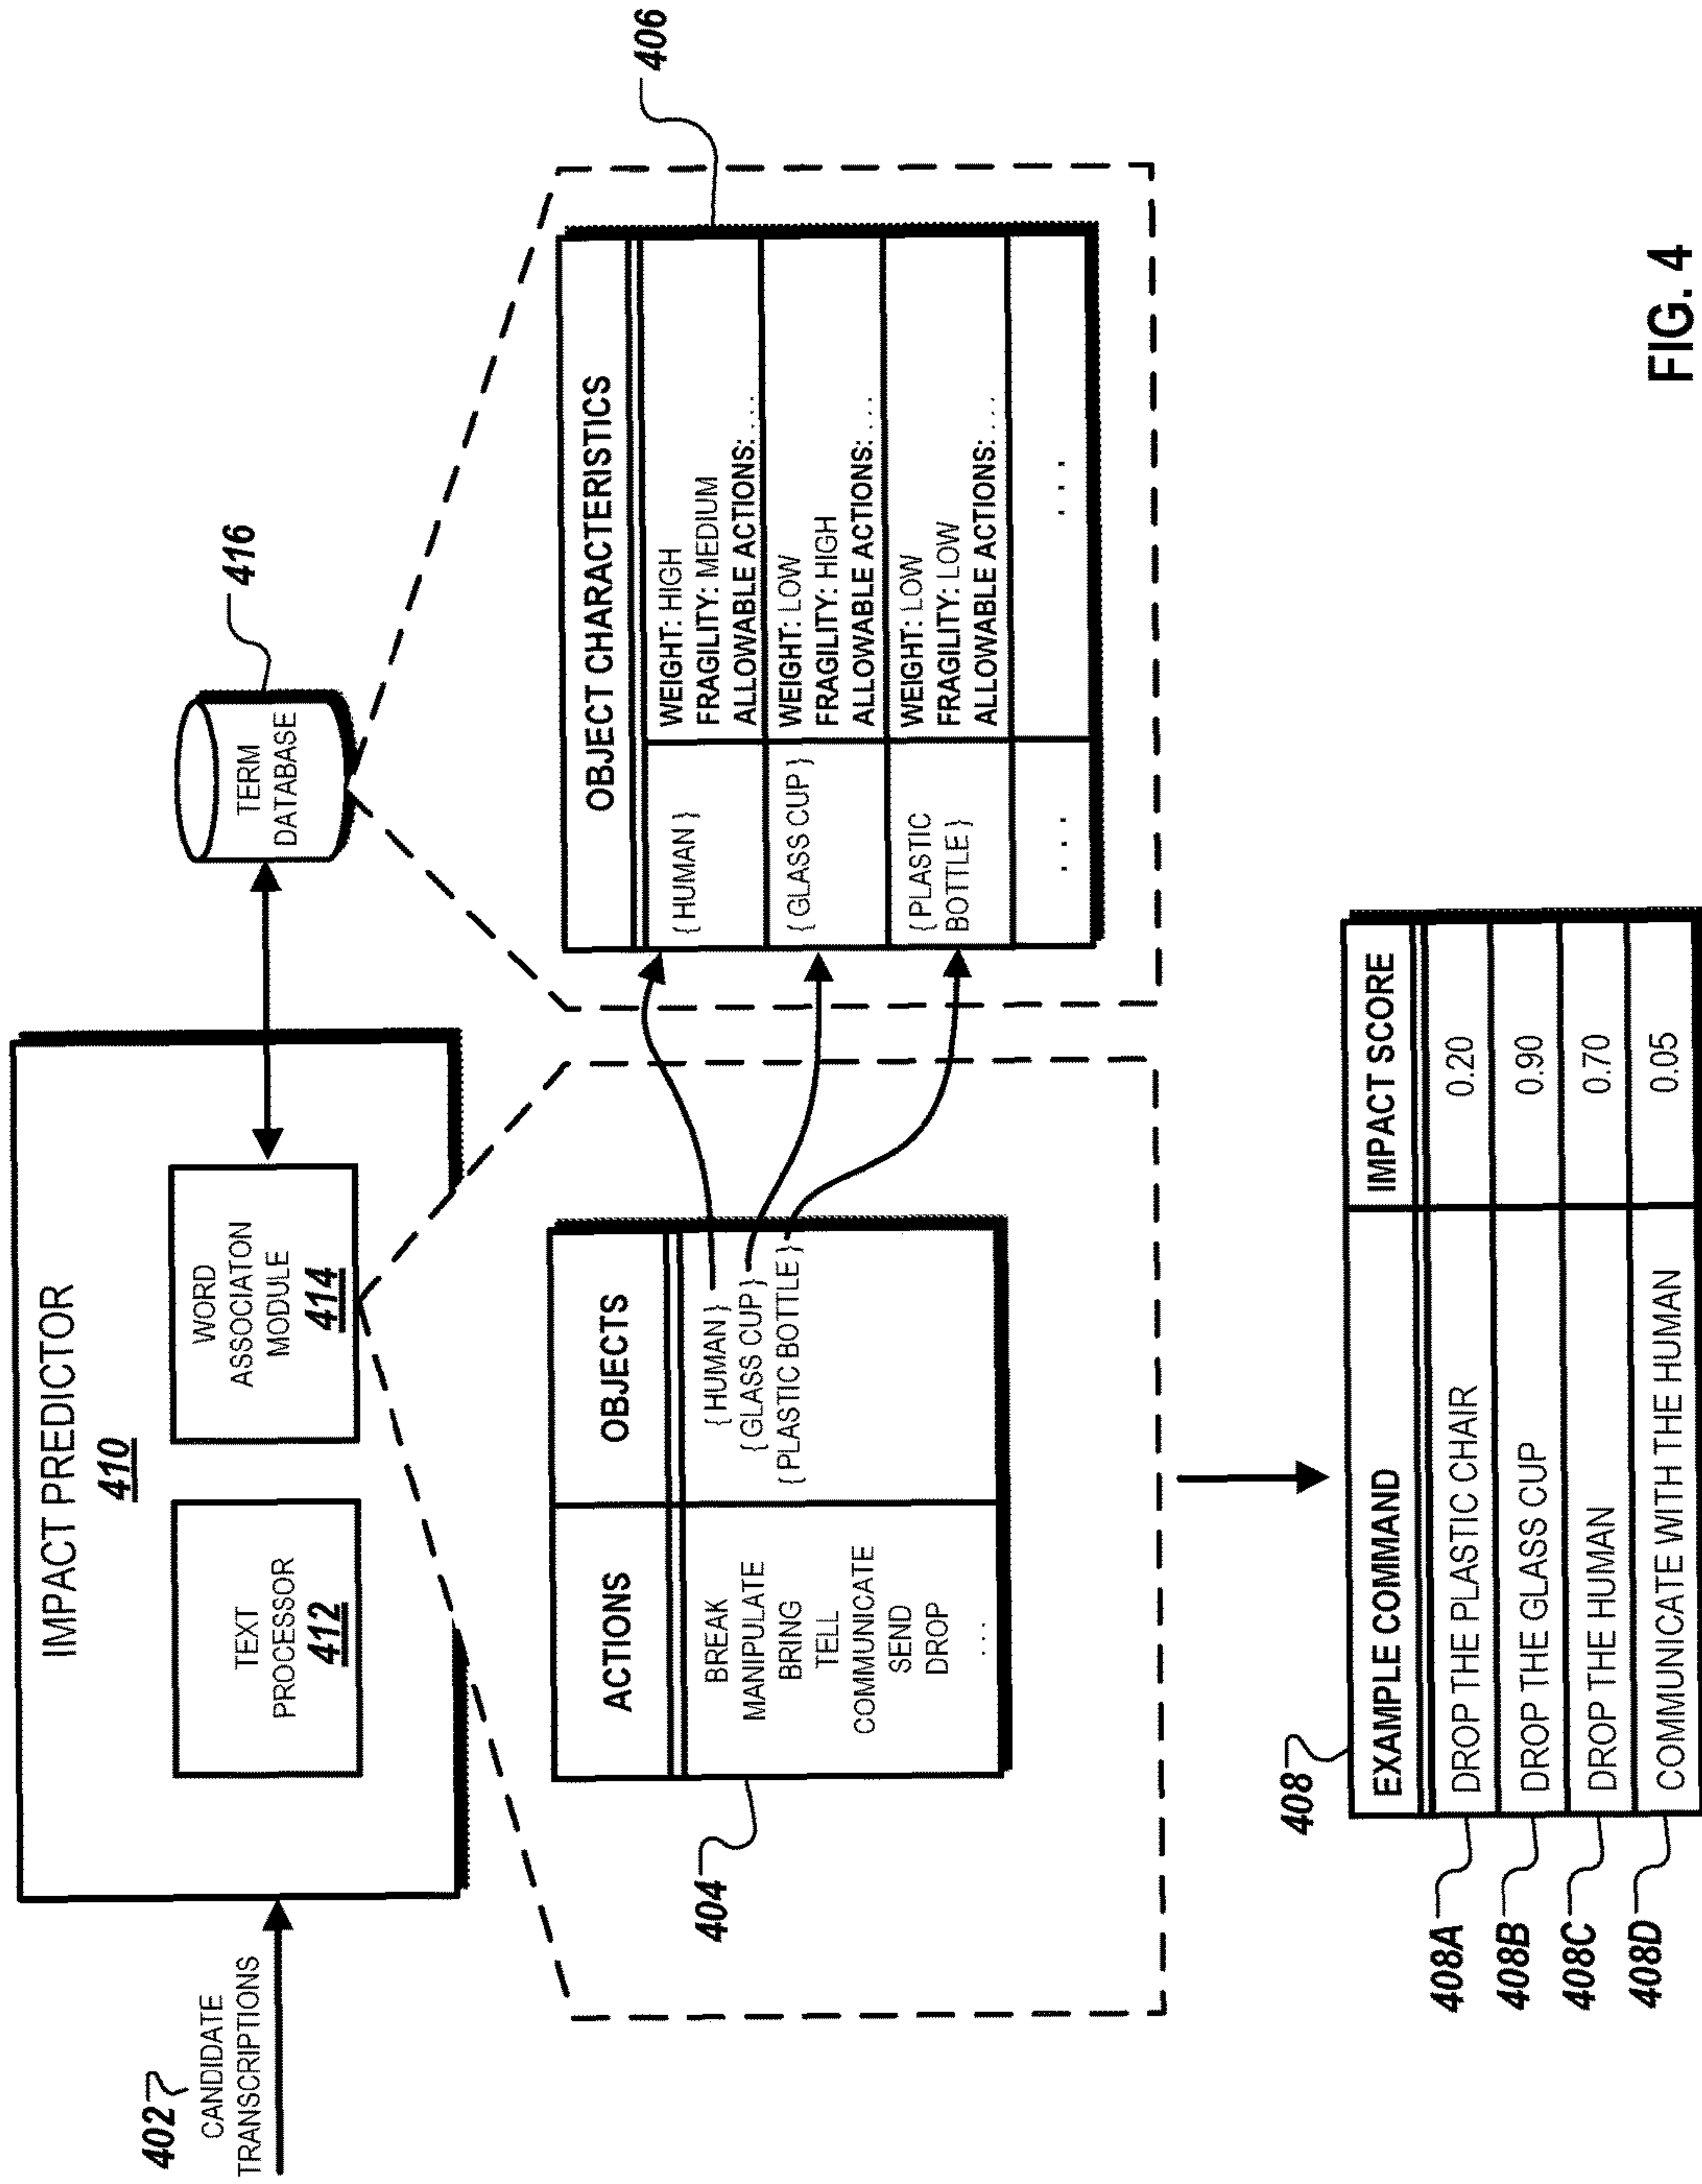 402
CANDIDATE
TRANSCRIPTIONS
IMPACT PREDICTOR
410
TEXT
PROCESSOR
412
WORD
ASSOCIATON
MODULE
414
TERM
DATABASE
416
404
ACTIONS
OBJECTS
BREAK
MANIPULATE
BRING
TELL
COMMUNICATE
SEND
DROP
...
{ HUMAN }
{ GLASS CUP }
{ PLASTIC BOTTLE }
406
OBJECT CHARACTERISTICS
{ HUMAN }
WEIGHT: HIGH
FRAGILITY: MEDIUM
ALLOWABLE ACTIONS: ...
{ GLASS CUP }
WEIGHT: LOW
FRAGILITY: HIGH
ALLOWABLE ACTIONS: ...
{ PLASTIC
BOTTLE }
WEIGHT: LOW
FRAGILITY: LOW
ALLOWABLE ACTIONS: ...
... ...
408
EXAMPLE COMMAND IMPACT SCORE
408A DROP THE PLASTIC CHAIR 0.20
408B DROP THE GLASS CUP 0.90
408C DROP THE HUMAN 0.70
408D COMMUNICATE WITH THE HUMAN 0.05
FIG. 4